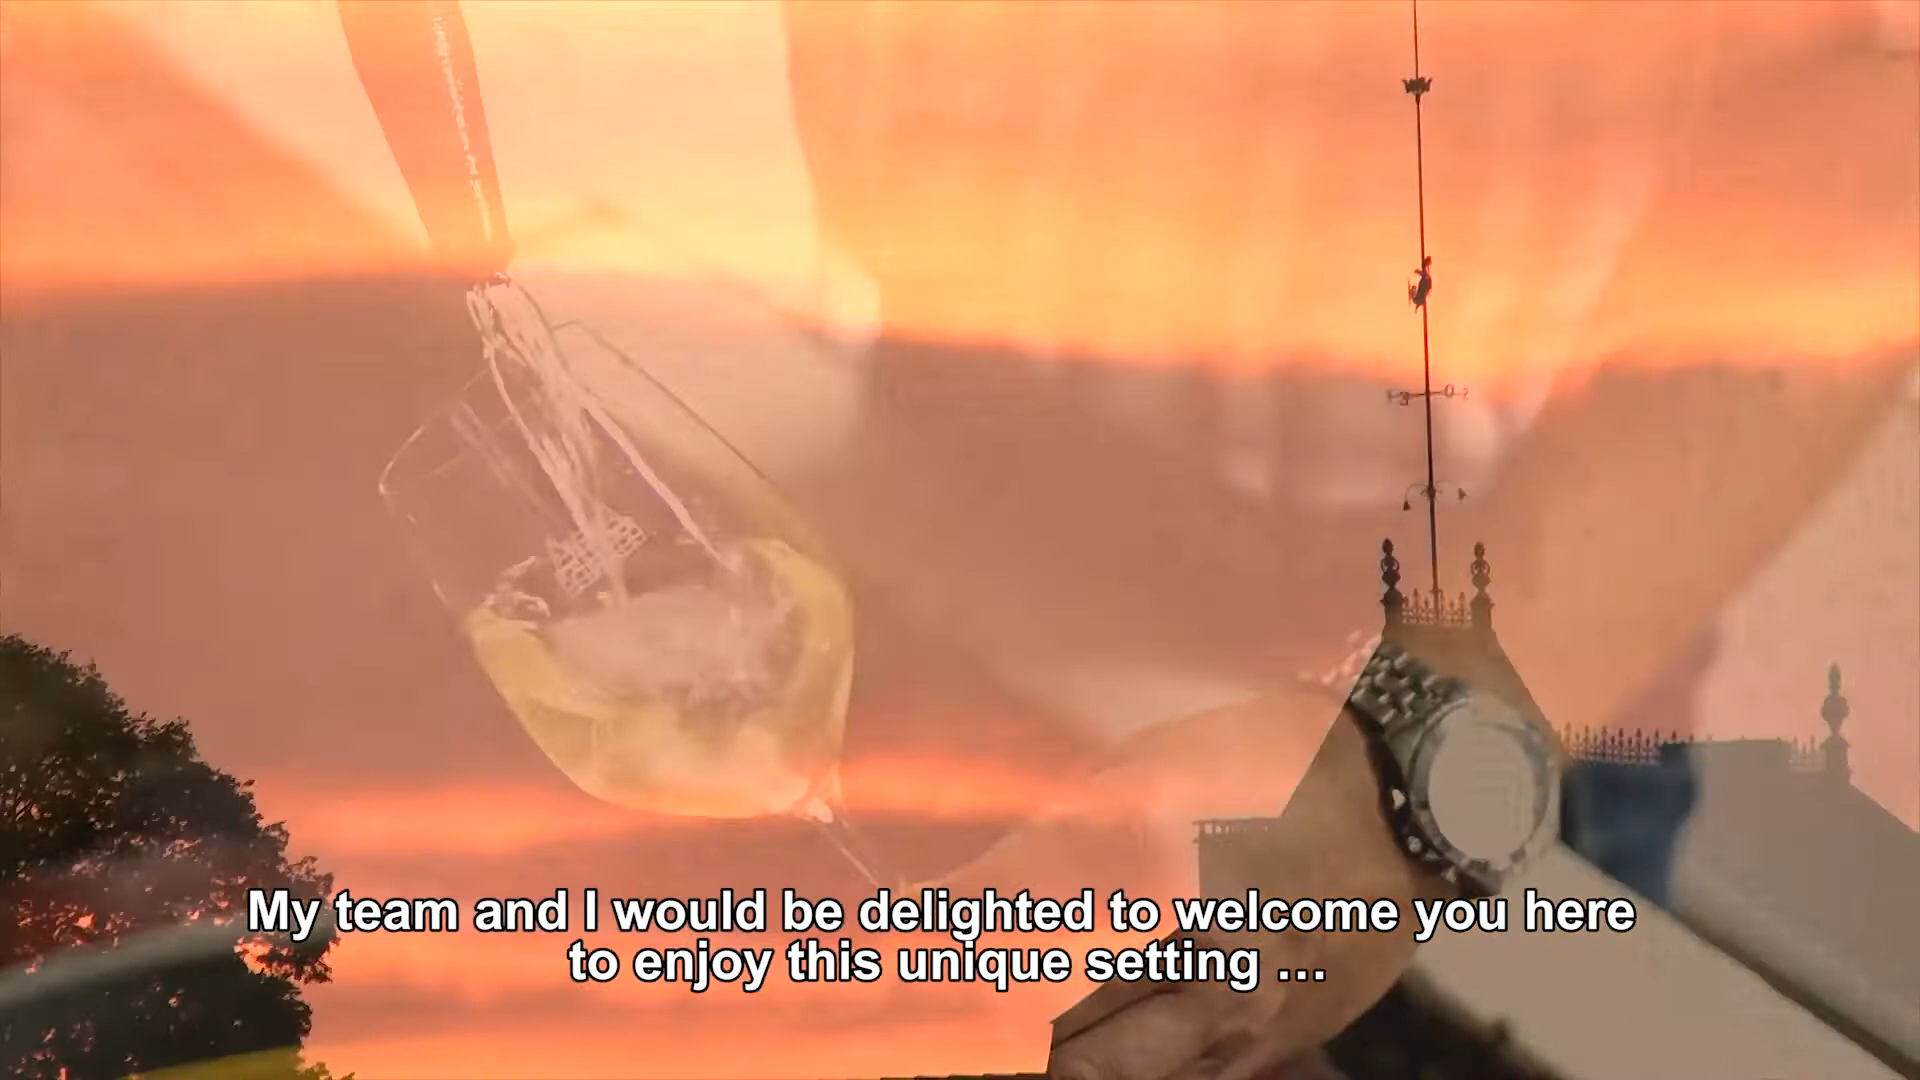 My team and I would be delighted to welcome you here
to enjoy this unique setting ...